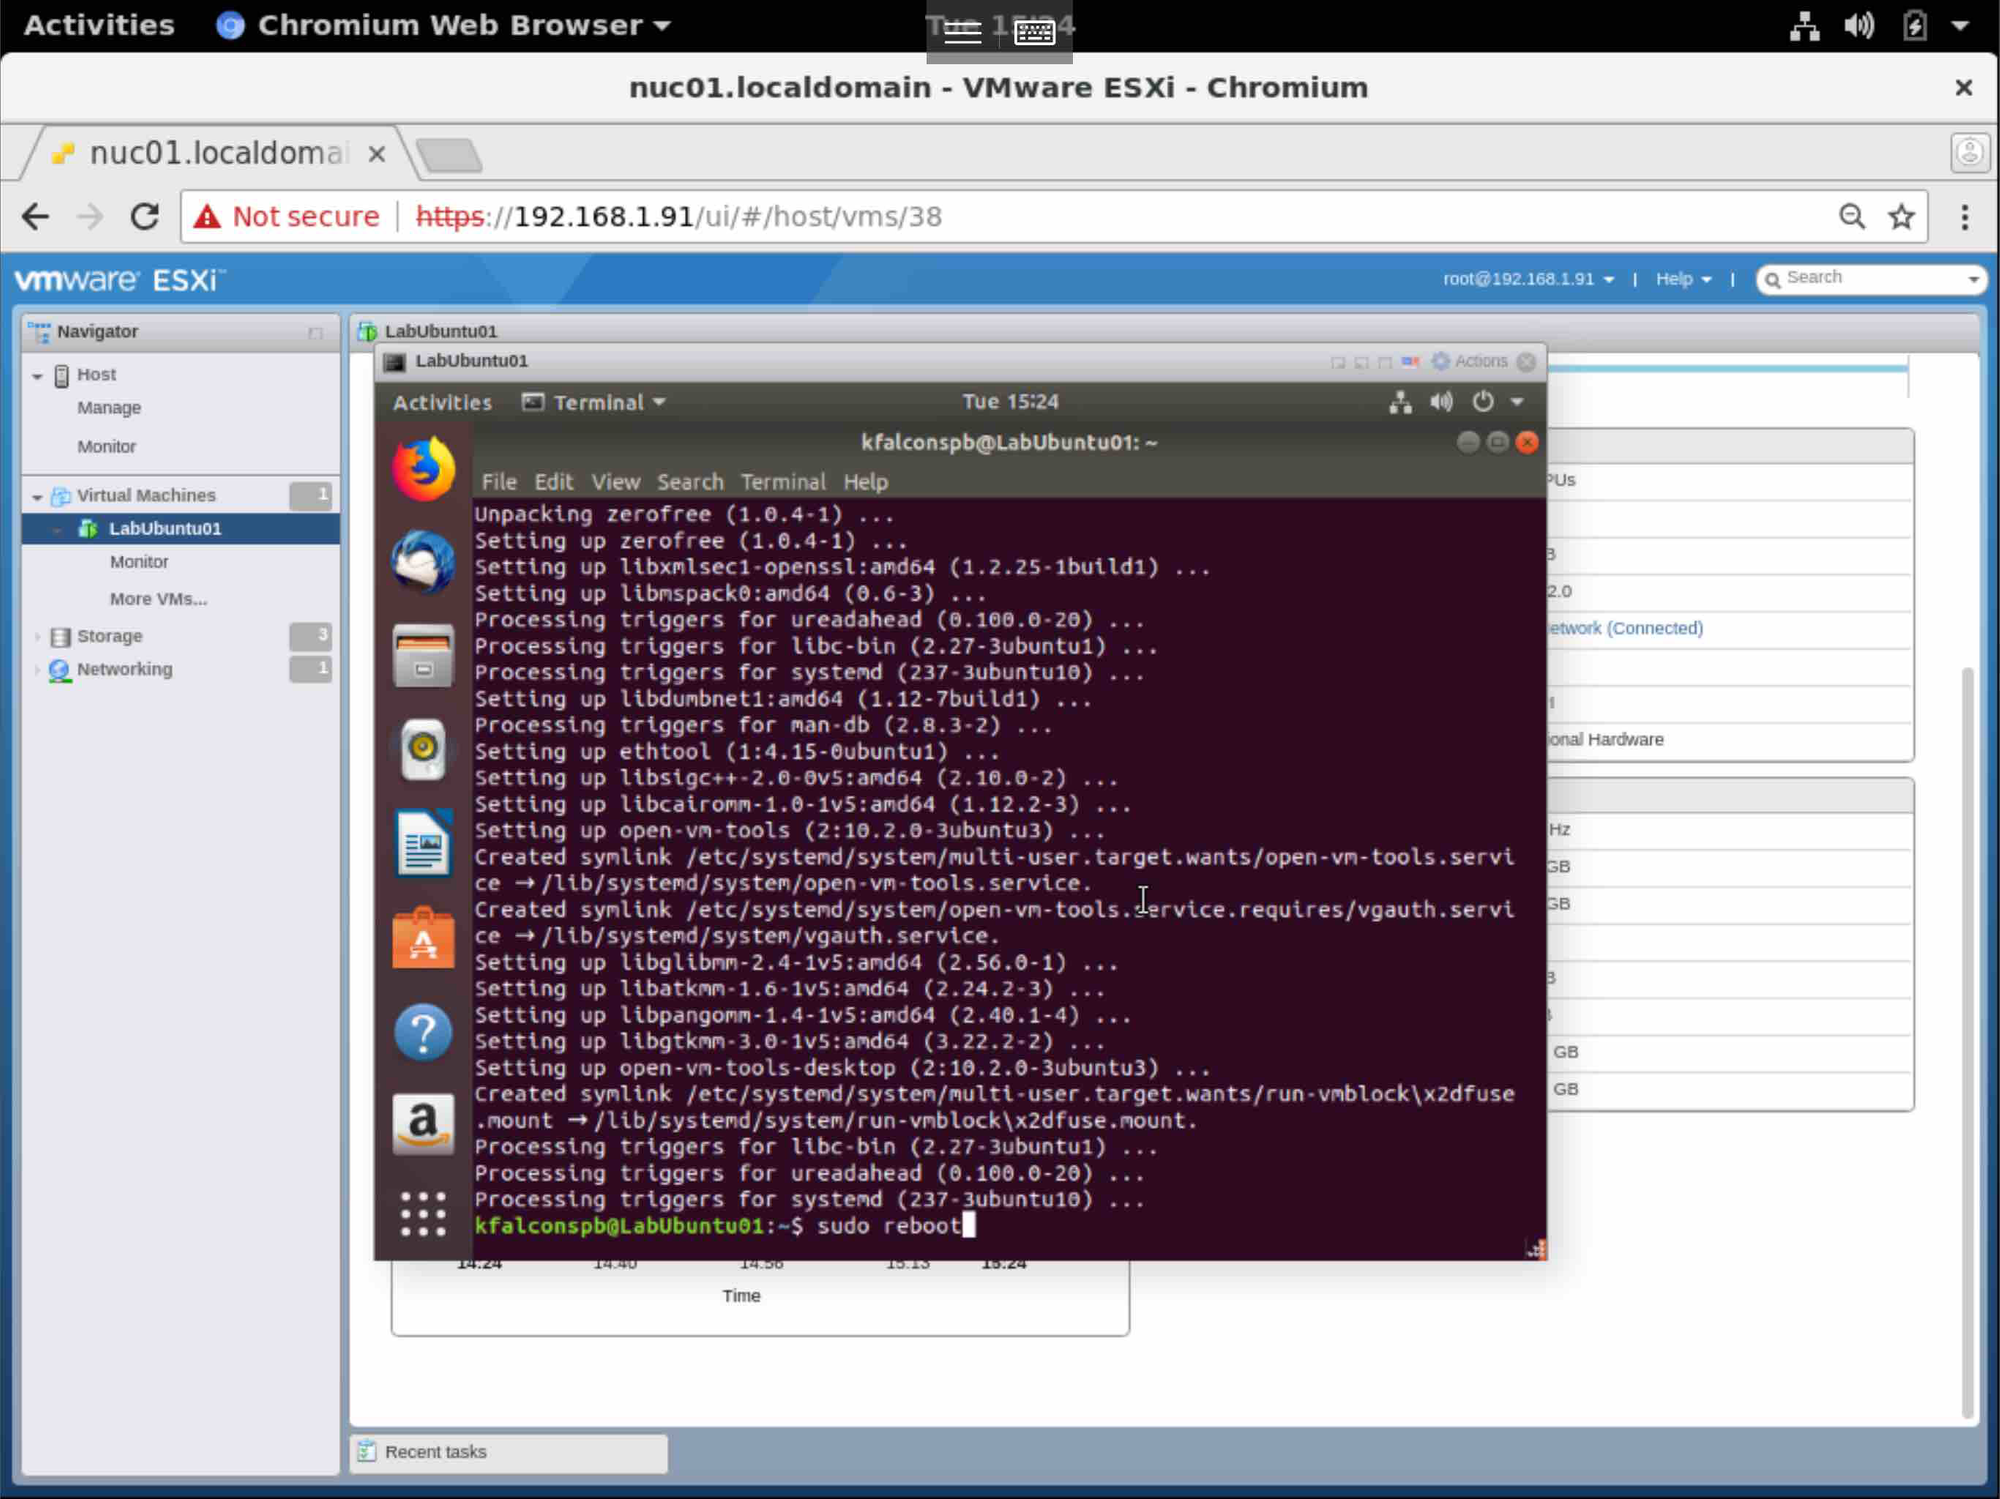 Activities
Chromium Web Browser
Tue 15:24
nuc01.localdomain - VMware ESXi - Chromium
nuc01.localdomai
Not secure
https://192.168.1.91/ui/#/host/vms/38
vmware ESXi
root@192.168.1.91
|
Help
|
Search
Navigator
Host
Manage
Monitor
Virtual Machines
1
LabUbuntu01
Monitor
More VMs...
Storage
3
Networking
1
LabUbuntu01
LabUbuntu01
Actions
Activities
Terminal
Tue 15:24
kfalconspb@LabUbuntu01: ~
File Edit View Search Terminal Help
Unpacking zerofree (1.0.4-1) ...
Setting up zerofree (1.0.4-1) ...
Setting up libxmlsec1-openssl:amd64 (1.2.25-1build1) ...
Setting up libmspack0:amd64 (0.6-3) ...
Processing triggers for ureadahead (0.100.0-20) ...
Processing triggers for libc-bin (2.27-3ubuntu1) ...
Processing triggers for systemd (237-3ubuntu10) ...
Setting up libdumbnet1:amd64 (1.12-7build1) ...
Processing triggers for man-db (2.8.3-2) ...
Setting up ethtool (1:4.15-0ubuntu1) ...
Setting up libsigc++-2.0-0v5:amd64 (2.10.0-2) ...
Setting up libcairomm-1.0-1v5:amd64 (1.12.2-3) ...
Setting up open-vm-tools (2:10.2.0-3ubuntu3) ...
Created symlink /etc/systemd/system/multi-user.target.wants/open-vm-tools.servi
ce → /lib/systemd/system/open-vm-tools.service.
Created symlink /etc/systemd/system/open-vm-tools.service.requires/vgauth.servi
ce → /lib/systemd/system/vgauth.service.
Setting up libglibmm-2.4-1v5:amd64 (2.56.0-1) ...
Setting up libatkmm-1.6-1v5:amd64 (2.24.2-3) ...
Setting up libpangomm-1.4-1v5:amd64 (2.40.1-4) ...
Setting up libgtkmm-3.0-1v5:amd64 (3.22.2-2) ...
Setting up open-vm-tools-desktop (2:10.2.0-3ubuntu3) ...
Created symlink /etc/systemd/system/multi-user.target.wants/run-vmblock\x2dfuse
.mount → /lib/systemd/system/run-vmblock\x2dfuse.mount.
Processing triggers for libc-bin (2.27-3ubuntu1) ...
Processing triggers for ureadahead (0.100.0-20) ...
Processing triggers for systemd (237-3ubuntu10) ...
kfalconspb@LabUbuntu01:~$ sudo reboot
PUs
2.0
etwork (Connected)
ional Hardware
Hz
GB
GB
GB
GB
14:24 14:40 14:56 15:13 15:24
Time
Recent tasks